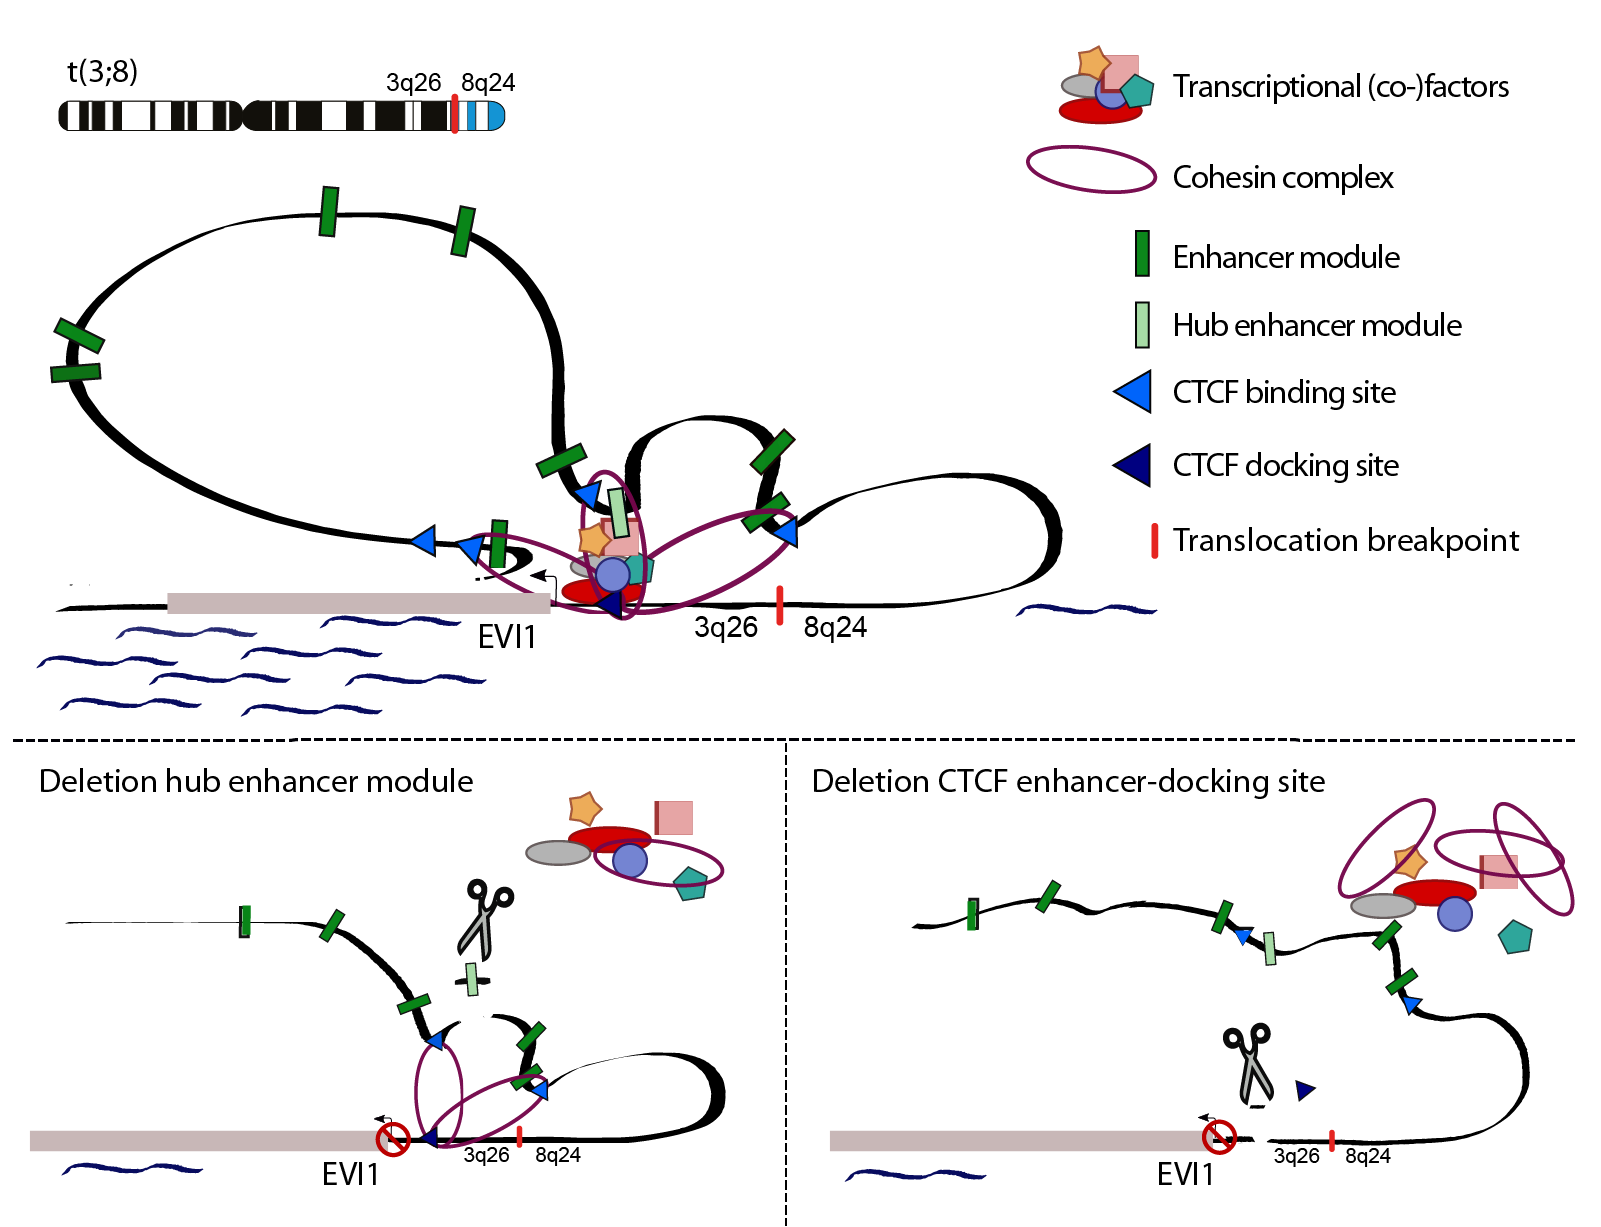 t(3;8)
3q26 8q24
Transcriptional (co-)factors
Cohesin complex
Enhancer module
Hub enhancer module
CTCF binding site
CTCF docking site
Translocation breakpoint
EVI1
3q26 8q24
Deletion hub enhancer module
EVI1
3q26 8q24
Deletion CTCF enhancer-docking site
EVI1
3q26 8q24